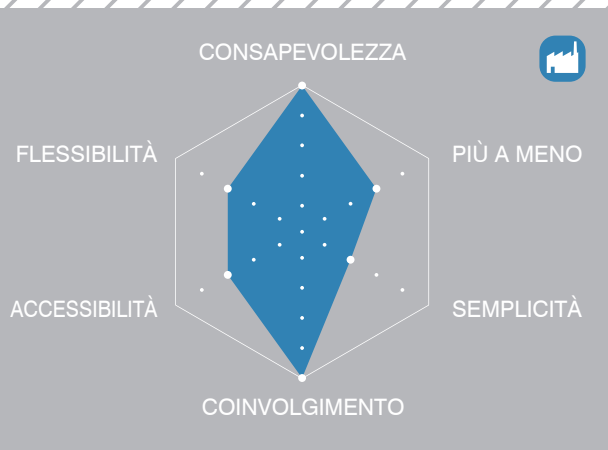 CONSAPEVOLEZZA
FLESSIBILITÀ
PIÙ A MENO
ACCESSIBILITÀ
SEMPLICITÀ
COINVOLGIMENTO